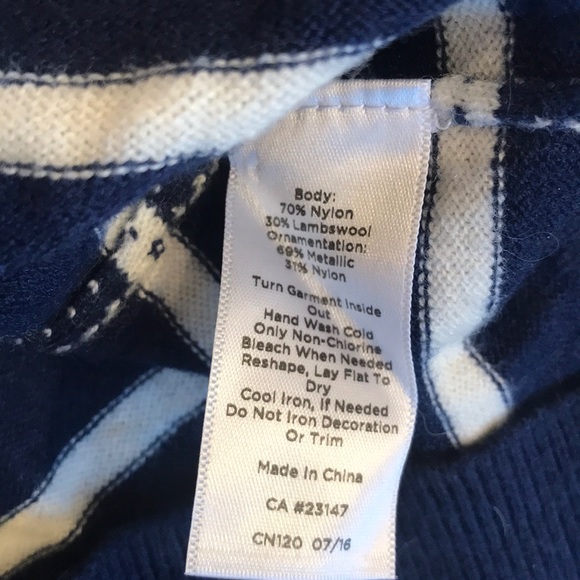 Body:
70% Nylon
30% Lambswool
Ornamentation:
69% Metallic
31% Nylon
Turn Garment Inside
Out
Hand Wash Cold
Only Non-Chlorine
Bleach When Needed
Reshape, Lay Flat To
Dry
Cool Iron, If Needed
Do Not Iron Decoration
Or Trim
Made In China
CA #23147
CN120 07/16